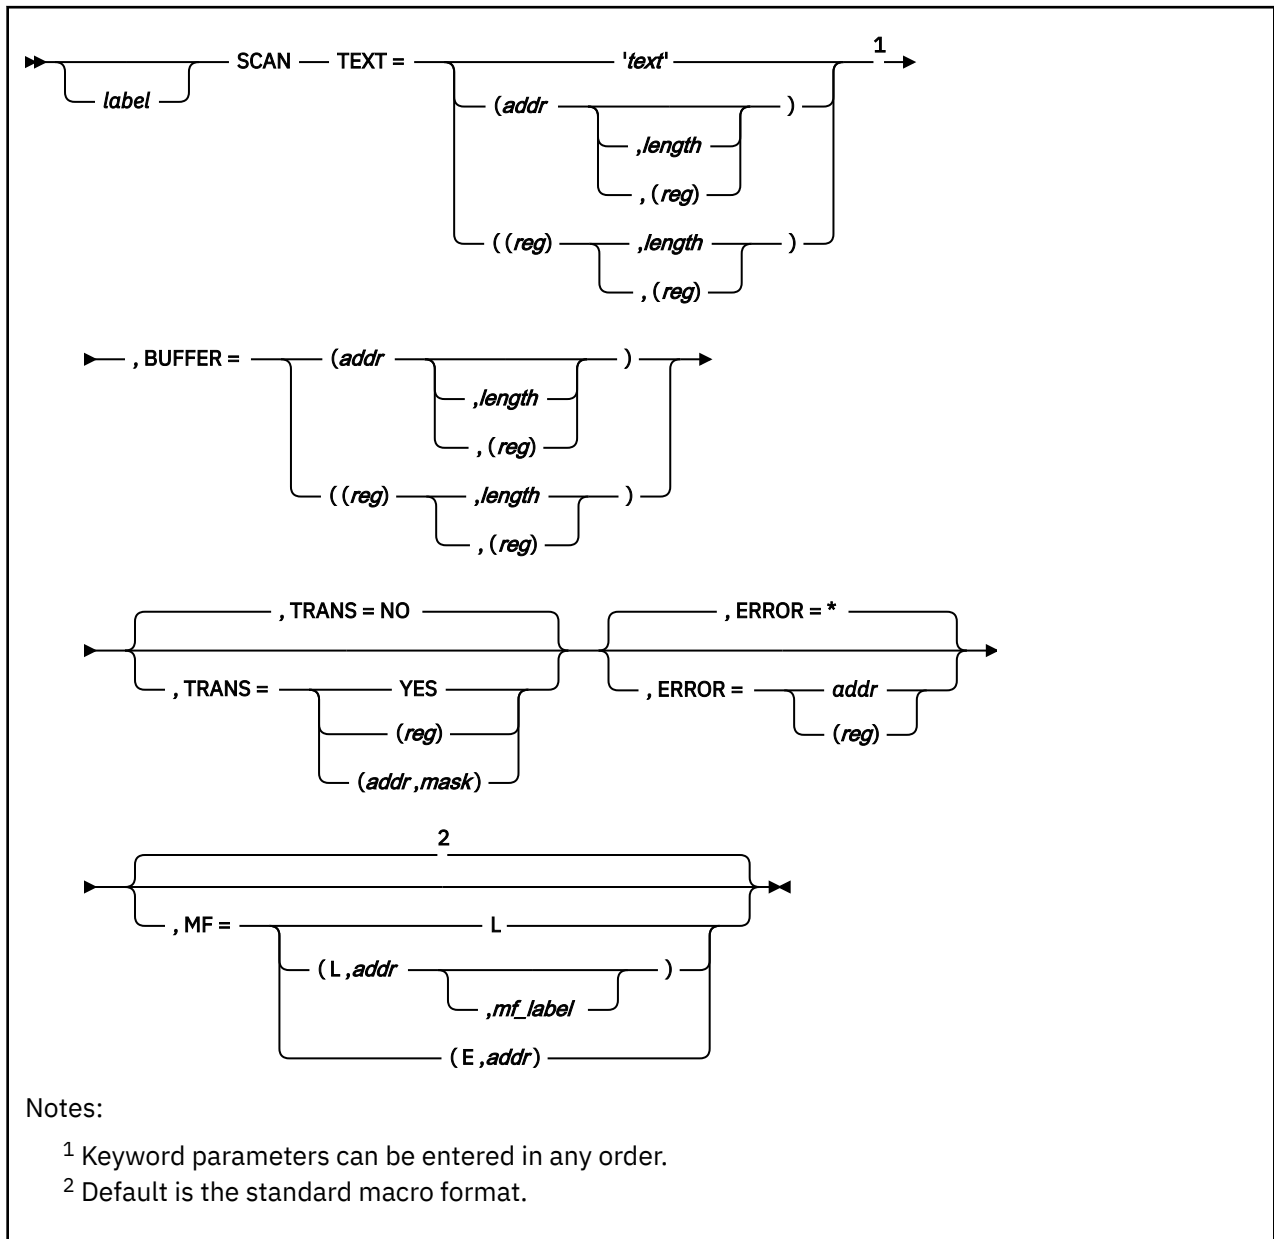 1
SCAN TEXT = 'text'
label
(addr )
,length
, (reg)
( (reg) ,length )
, (reg)
, BUFFER = (addr )
,length
, (reg)
( (reg) ,length )
, (reg)
, TRANS = NO , ERROR = *
, TRANS = YES , ERROR = addr
(reg) (reg)
(addr ,mask)
2
, MF = L
( L ,addr )
,mf_label
( E ,addr)
Notes:
1 Keyword parameters can be entered in any order.
2 Default is the standard macro format.